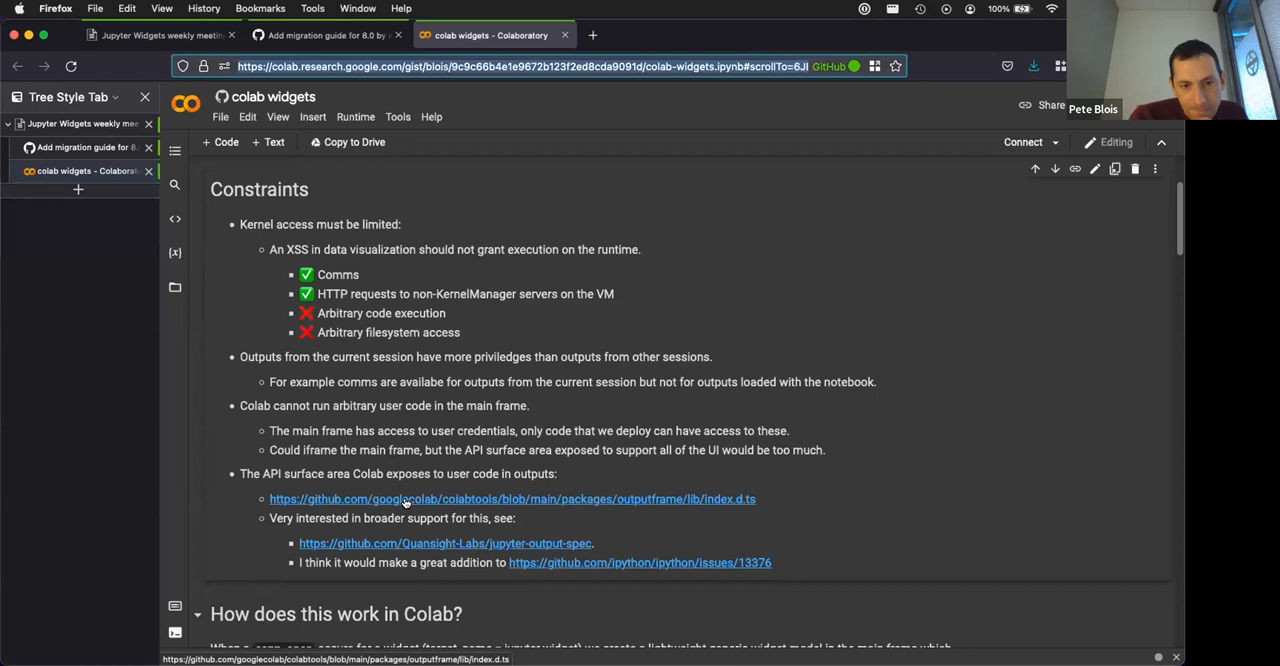 Firefox File Edit View History Bookmarks Tools Window Help 100%
Jupyter Widgets weekly meetin
Add migration guide for 8.0 by
colab widgets - Colaboratory
https://colab.research.google.com/gist/blois/9c9c66b4e1e9672b123f2ed8cda9091d/colab-widgets.ipynb#scrollTo=6JI GitHub
Tree Style Tab
Jupyter Widgets weekly mee
Add migration guide for 8.
colab widgets - Colaborat
colab widgets
Share
Pete Blois
File Edit View Insert Runtime Tools Help
+ Code + Text Copy to Drive Connect Editing
Constraints
Kernel access must be limited:
An XSS in data visualization should not grant execution on the runtime.
✅ Comms
✅ HTTP requests to non-KernelManager servers on the VM
❌ Arbitrary code execution
❌ Arbitrary filesystem access
Outputs from the current session have more priviledges than outputs from other sessions.
For example comms are availabe for outputs from the current session but not for outputs loaded with the notebook.
Colab cannot run arbitrary user code in the main frame.
The main frame has access to user credentials, only code that we deploy can have access to these.
Could iframe the main frame, but the API surface area exposed to support all of the UI would be too much.
The API surface area Colab exposes to user code in outputs:
https://github.com/googlecolab/colabtools/blob/main/packages/outputframe/lib/index.d.ts
Very interested in broader support for this, see:
https://github.com/Quansight-Labs/jupyter-output-spec.
I think it would make a great addition to https://github.com/ipython/ipython/issues/13376
How does this work in Colab?
https://github.com/googlecolab/colabtools/blob/main/packages/outputframe/lib/index.d.ts